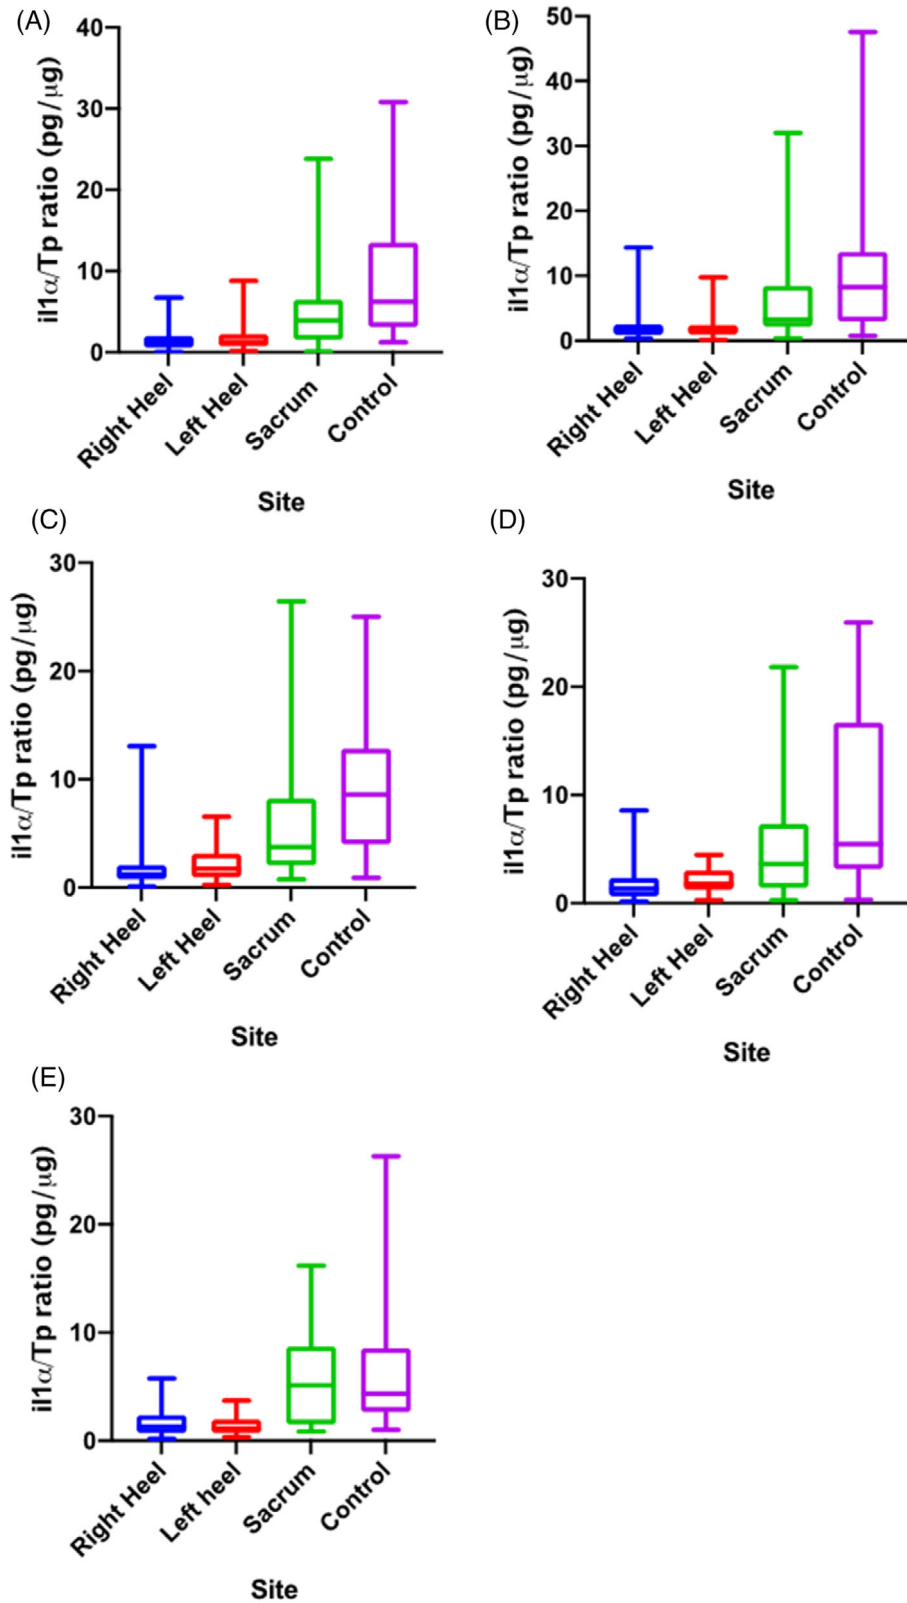 (A)
il1α/Tp ratio (pg/μg)
40
30
20
10
0
Right Heel
Left Heel
Sacrum
Control
Site
(B)
il1α/Tp ratio (pg/μg)
50
40
30
20
10
0
Right Heel
Left Heel
Sacrum
Control
Site
(C)
il1α/Tp ratio (pg/μg)
30
20
10
0
Right Heel
Left Heel
Sacrum
Control
Site
(D)
il1α/Tp ratio (pg/μg)
30
20
10
0
Right Heel
Left Heel
Sacrum
Control
Site
(E)
il1α/Tp ratio (pg/μg)
30
20
10
0
Right Heel
Left heel
Sacrum
Control
Site